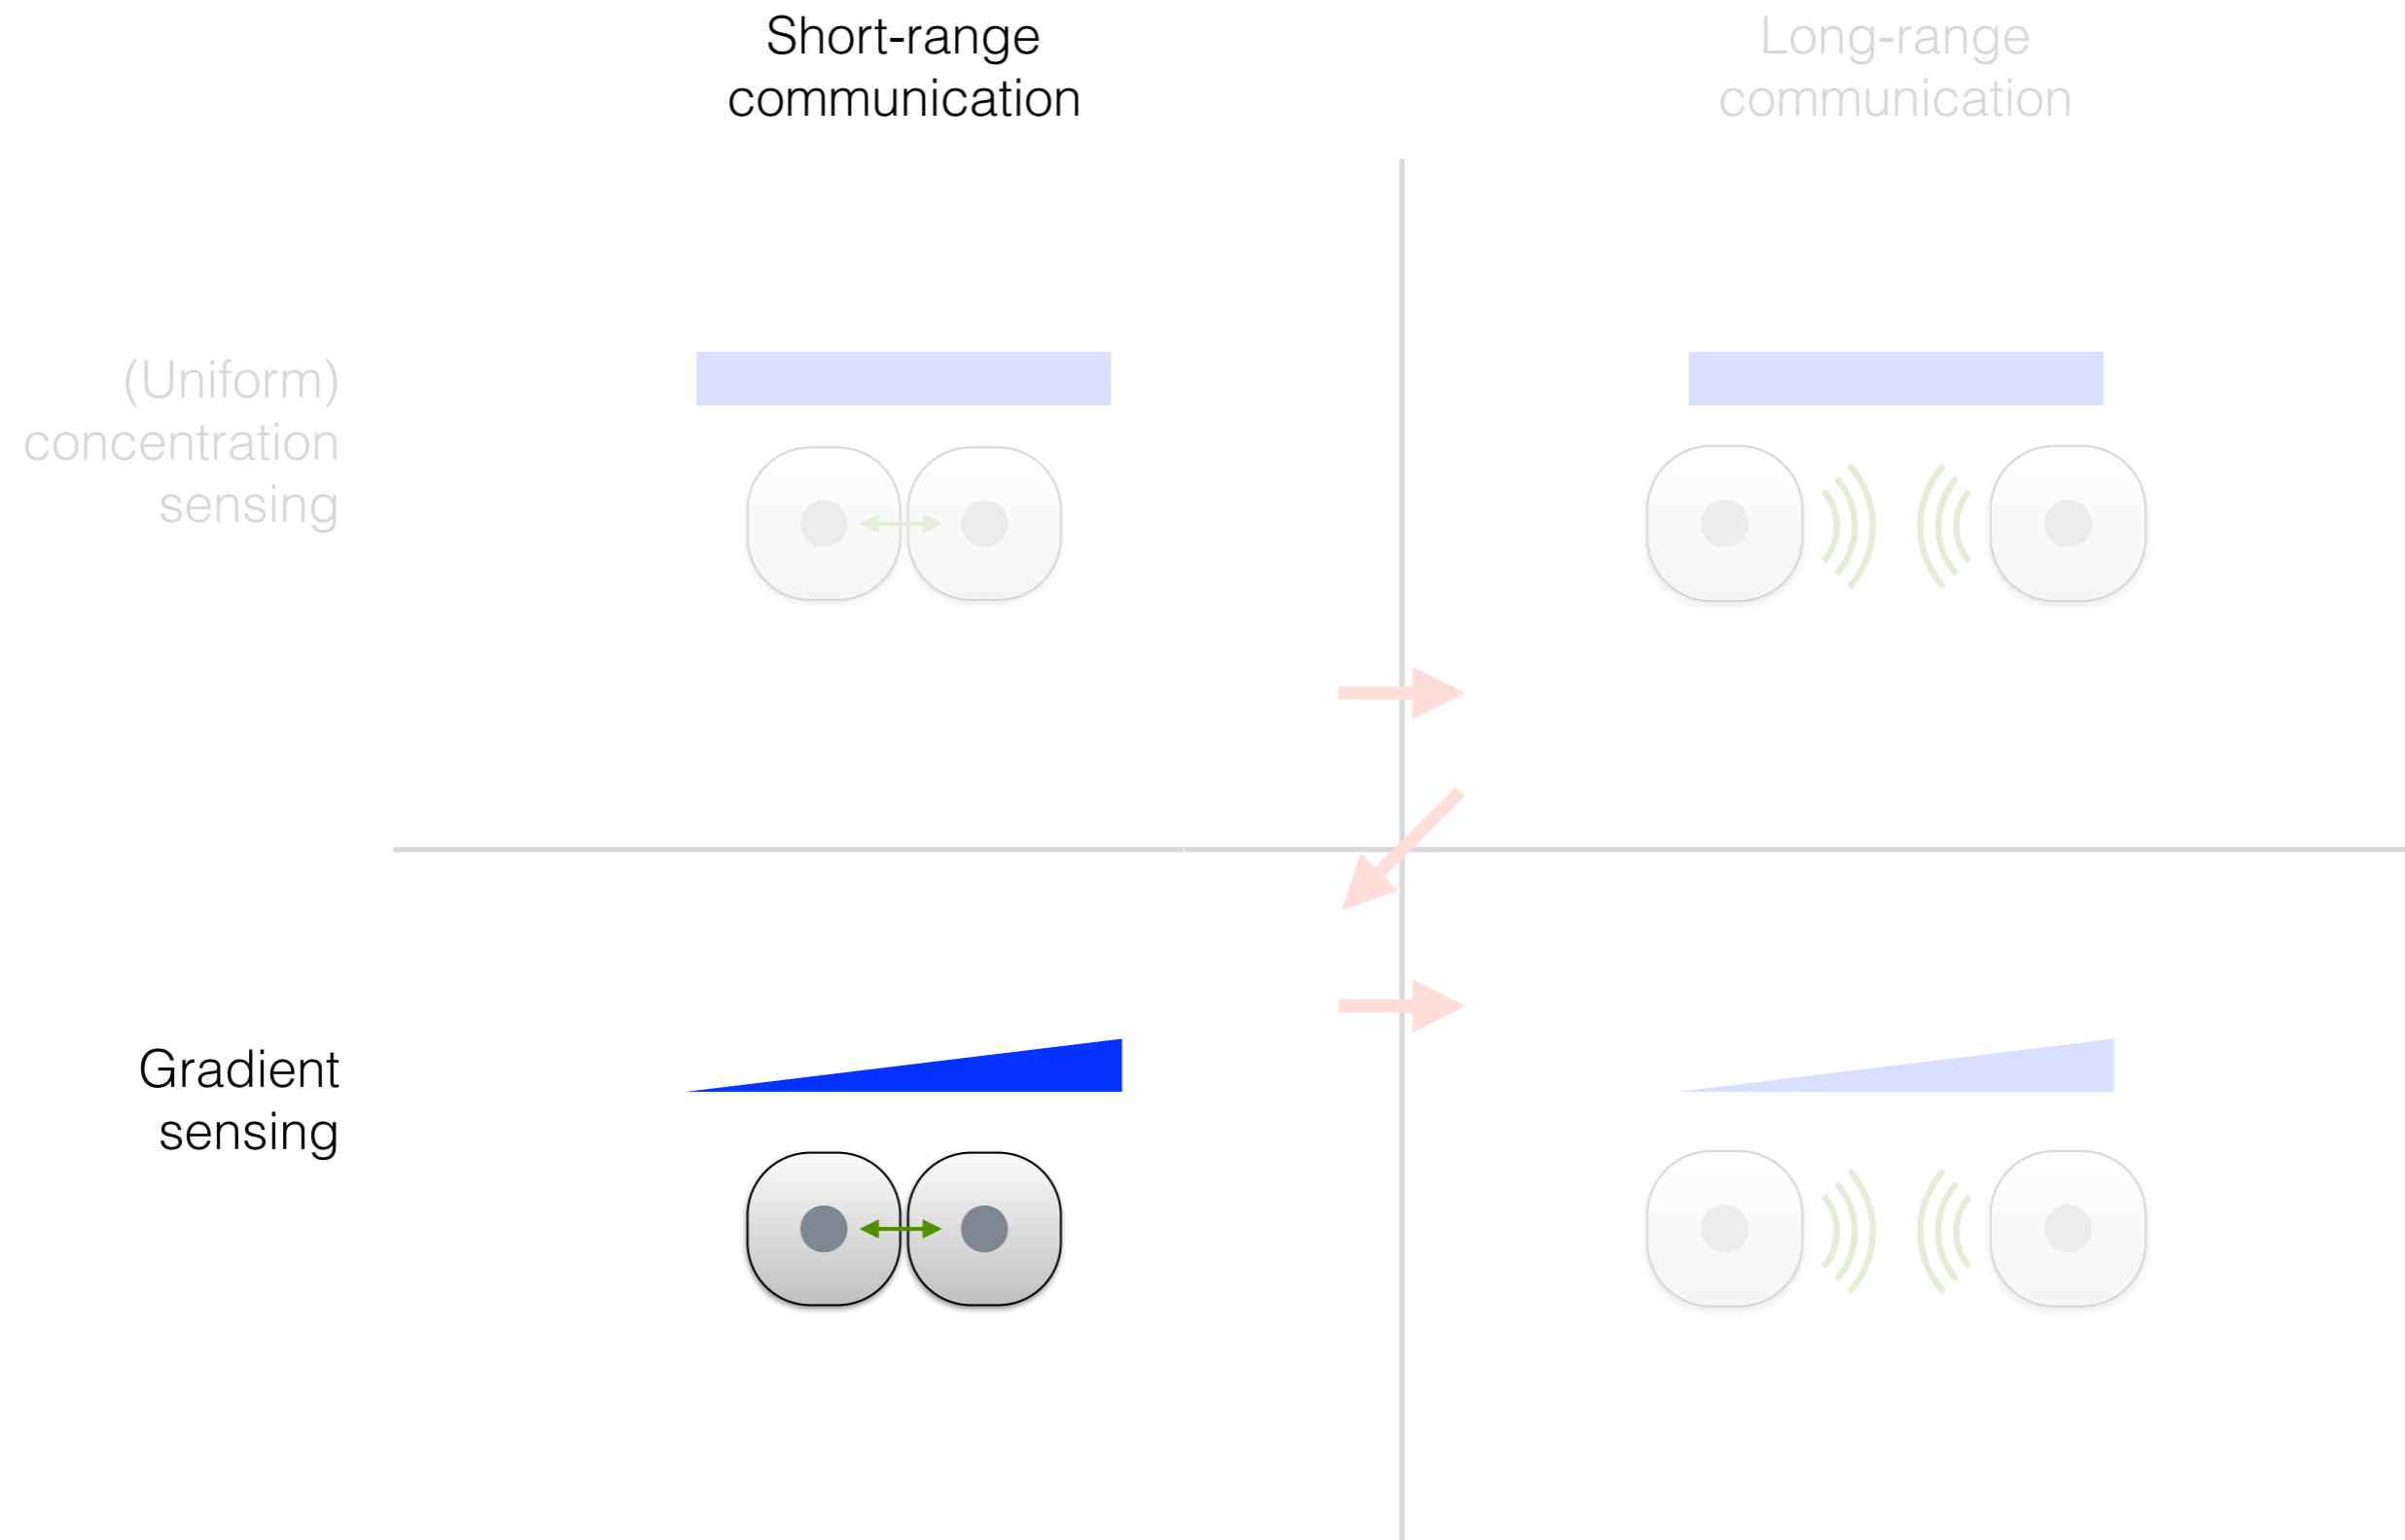 Short-range
communication
Long-range
communication
(Uniform)
concentration
sensing
Gradient
sensing